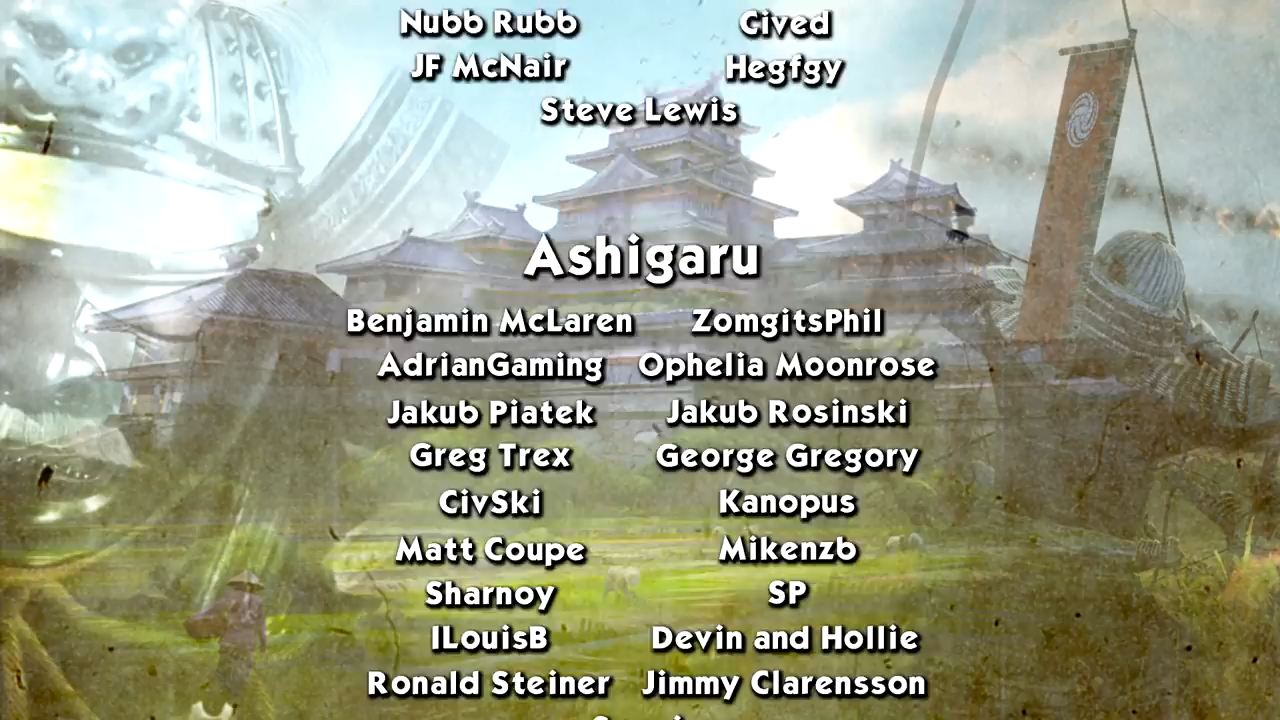 Nubb Rubb Cived
JF McNair Hegfgy
Steve Lewis
Ashigaru
Benjamin McLaren ZomgitsPhil
AdrianGaming Ophelia Moonrose
Jakub Piatek Jakub Rosinski
Greg Trex George Gregory
CivSki Kanopus
Matt Coupe Mikenzb
Sharnoy SP
ILouisB Devin and Hollie
Ronald Steiner Jimmy Clarensson